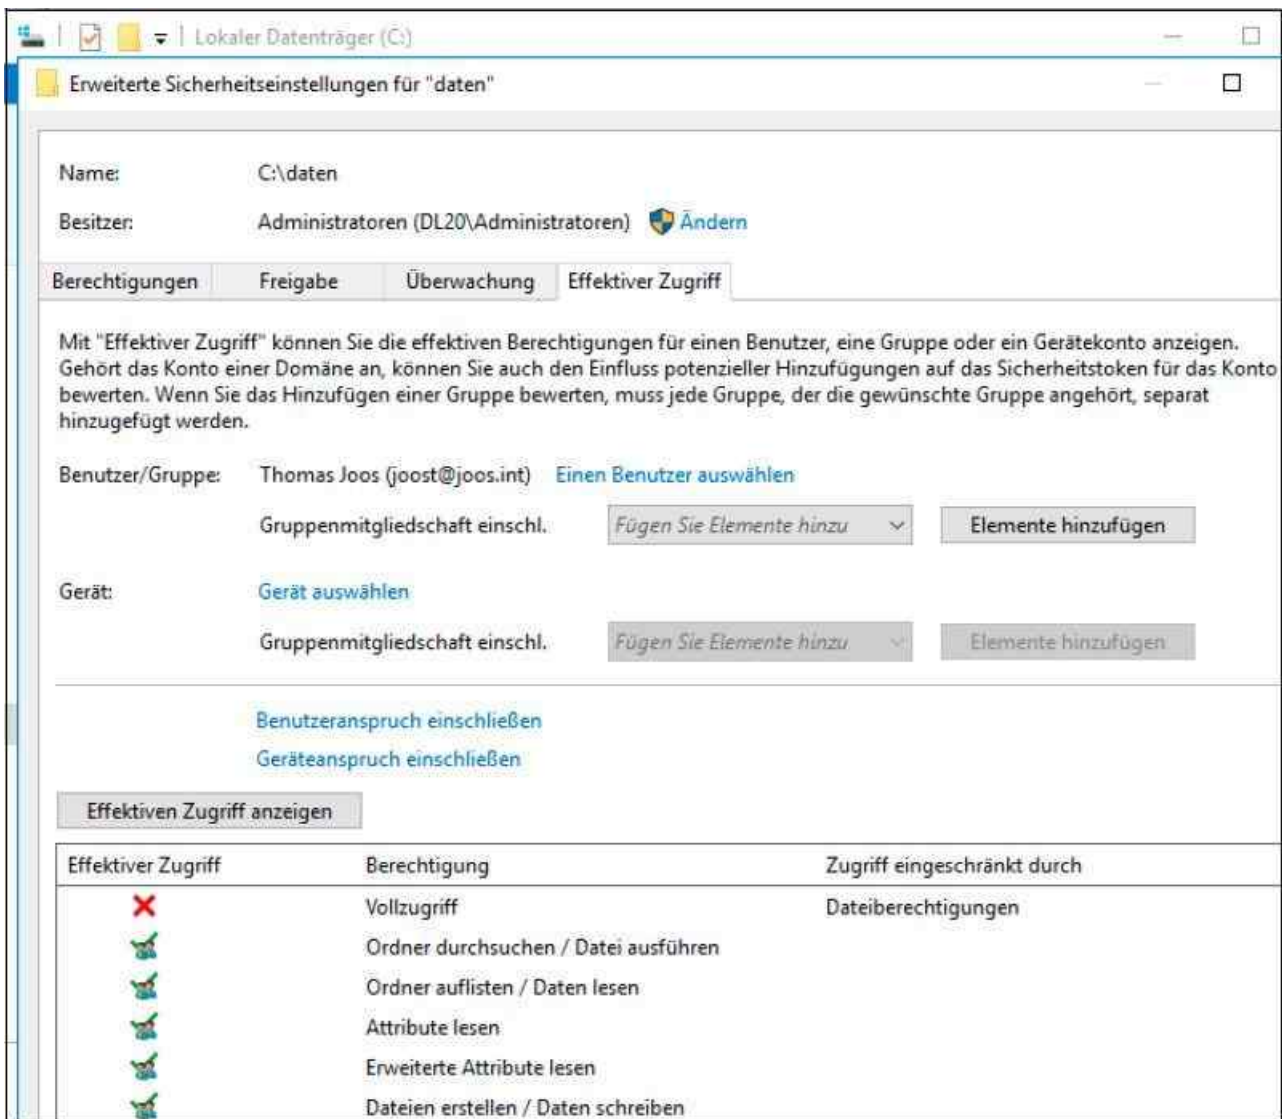 Lokaler Datenträger (C:)
Erweiterte Sicherheitseinstellungen für "daten"
Name: C:\daten
Besitzer: Administratoren (DL20\Administratoren) Ändern
Berechtigungen Freigabe Überwachung Effektiver Zugriff
Mit "Effektiver Zugriff" können Sie die effektiven Berechtigungen für einen Benutzer, eine Gruppe oder ein Gerätekonto anzeigen.
Gehört das Konto einer Domäne an, können Sie auch den Einfluss potenzieller Hinzufügungen auf das Sicherheitstoken für das Konto
bewerten. Wenn Sie das Hinzufügen einer Gruppe bewerten, muss jede Gruppe, der die gewünschte Gruppe angehört, separat
hinzugefügt werden.
Benutzer/Gruppe: Thomas Joos (joost@joos.int) Einen Benutzer auswählen
Gruppenmitgliedschaft einschl. Fügen Sie Elemente hinzu Elemente hinzufügen
Gerät: Gerät auswählen
Gruppenmitgliedschaft einschl. Fügen Sie Elemente hinzu Elemente hinzufügen
Benutzeranspruch einschließen
Geräteanspruch einschließen
Effektiven Zugriff anzeigen
Effektiver Zugriff Berechtigung Zugriff eingeschränkt durch
Vollzugriff Dateiberechtigungen
Ordner durchsuchen / Datei ausführen
Ordner auflisten / Daten lesen
Attribute lesen
Erweiterte Attribute lesen
Dateien erstellen / Daten schreiben